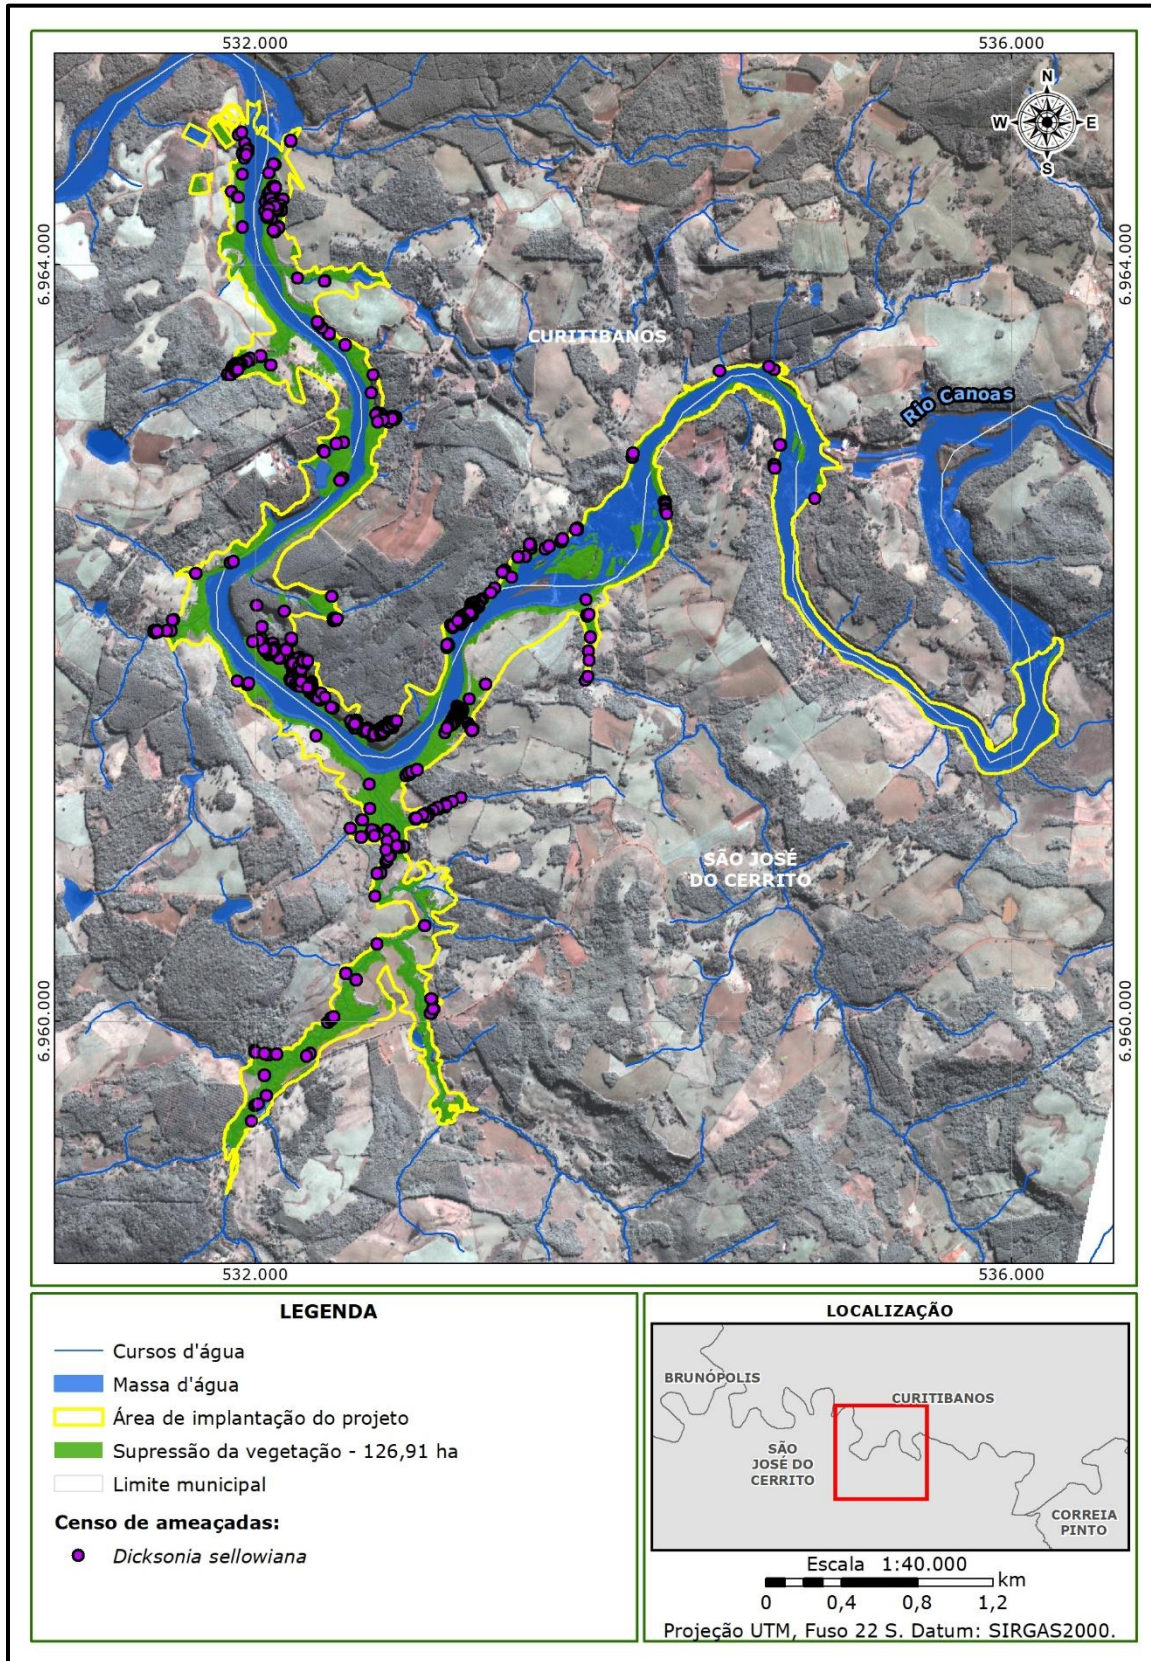 532.000
536.000
N
W
E
S
6.964.000
6.964.000
CURITIBANOS
Rio Canoas
SÃO JOSÉ
DO CERRITO
6.960.000
6.960.000
532.000
536.000
LEGENDA
Cursos d'água
Massa d'água
Área de implantação do projeto
Supressão da vegetação - 126,91 ha
Limite municipal
Censo de ameaçadas:
Dicksonia sellowiana
LOCALIZAÇÃO
BRUNÓPOLIS
CURITIBANOS
SÃO
JOSÉ DO
CERRITO
CORREIA
PINTO
Escala 1:40.000
km
0 0,4 0,8 1,2
Projeção UTM, Fuso 22 S. Datum: SIRGAS2000.